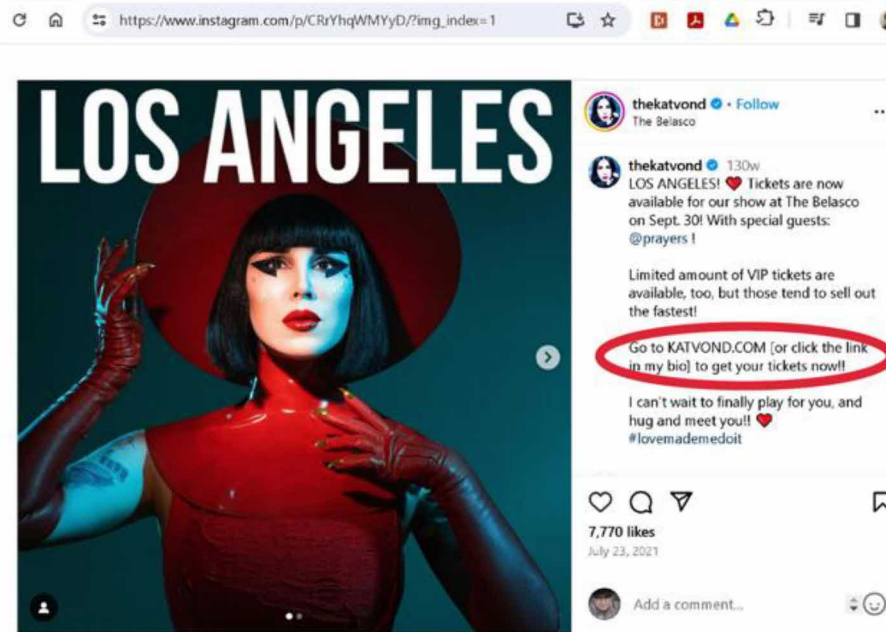 https://www.instagram.com/p/CRrYhqWMYyD/?img_index=1
LOS ANGELES
thekatvond • Follow
The Belasco
thekatvond 130w
LOS ANGELES! ❤️ Tickets are now
available for our show at The Belasco
on Sept. 30! With special guests:
@prayers !
Limited amount of VIP tickets are
available, too, but those tend to sell out
the fastest!
Go to KATVOND.COM [or click the link
in my bio] to get your tickets now!!
I can't wait to finally play for you, and
hug and meet you!! ❤️
#lovemademedoit
7,770 likes
July 23, 2021
Add a comment...